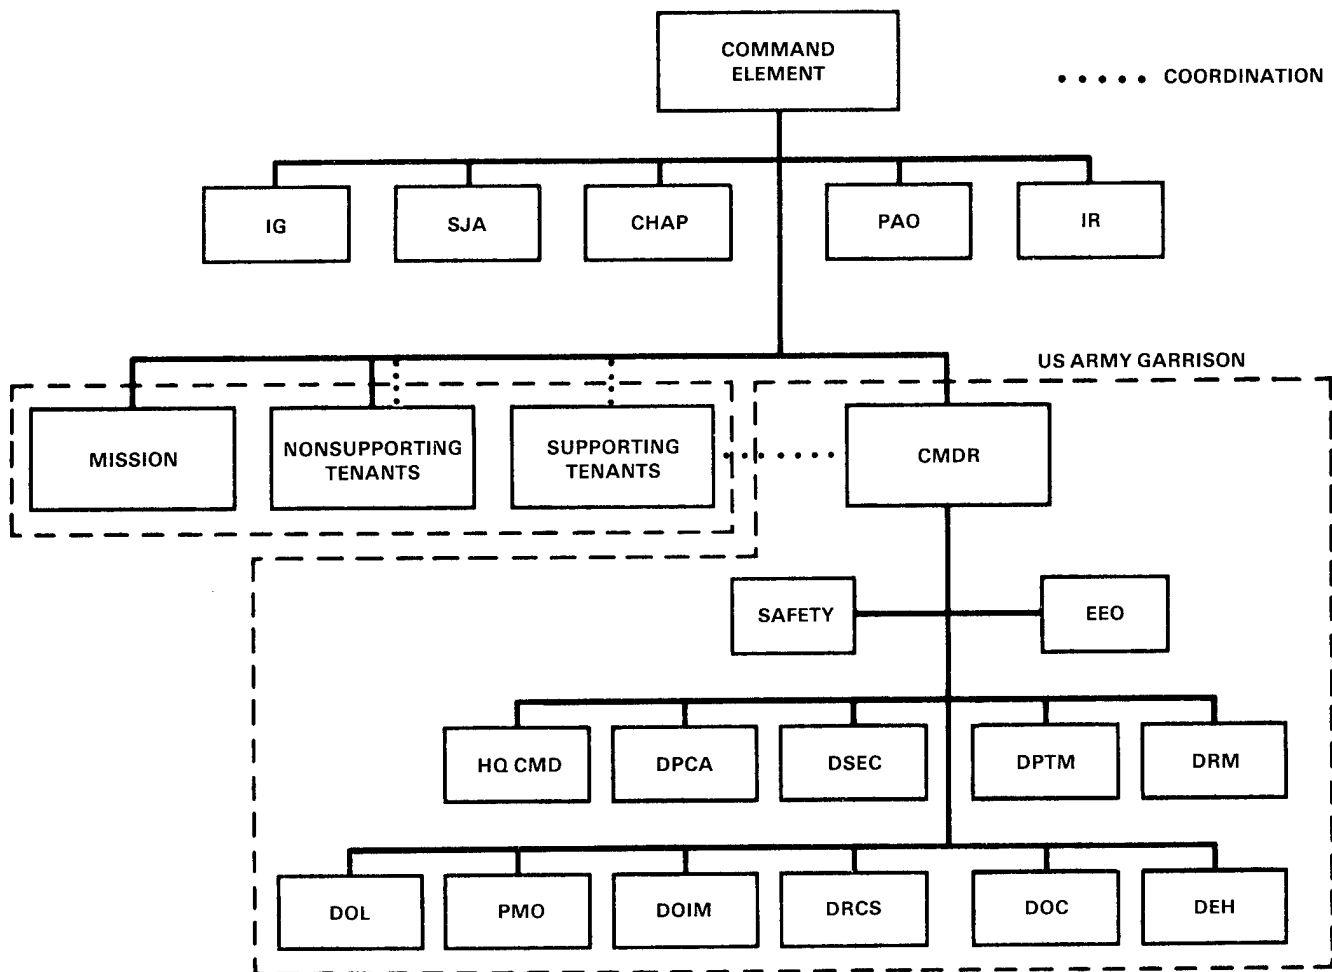 COMMAND
ELEMENT
COORDINATION
IG
SJA
CHAP
PAO
IR
US ARMY GARRISON
MISSION
NONSUPPORTING
TENANTS
SUPPORTING
TENANTS
CMDR
SAFETY
EEO
HQ CMD
DPCA
DSEC
DPTM
DRM
DOL
PMO
DOIM
DRCS
DOC
DEH